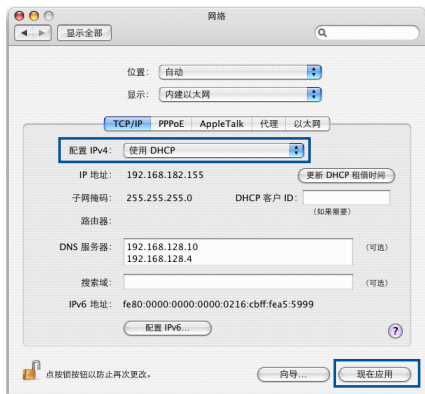 网络
显示全部
位置: 自动
显示: 内建以太网
TCP/IP PPPoE AppleTalk 代理 以太网
配置 IPv4: 使用 DHCP
IP 地址: 192.168.182.155 更新 DHCP 租借时间
子网掩码: 255.255.255.0 DHCP 客户 ID:
(如果需要)
路由器:
DNS 服务器: 192.168.128.10 (可选)
192.168.128.4
搜索域: (可选)
IPv6 地址: fe80:0000:0000:0000:0216:cbff:fea5:5999
配置 IPv6... ?
点按锁按钮以防止再次更改。 向导... 现在应用